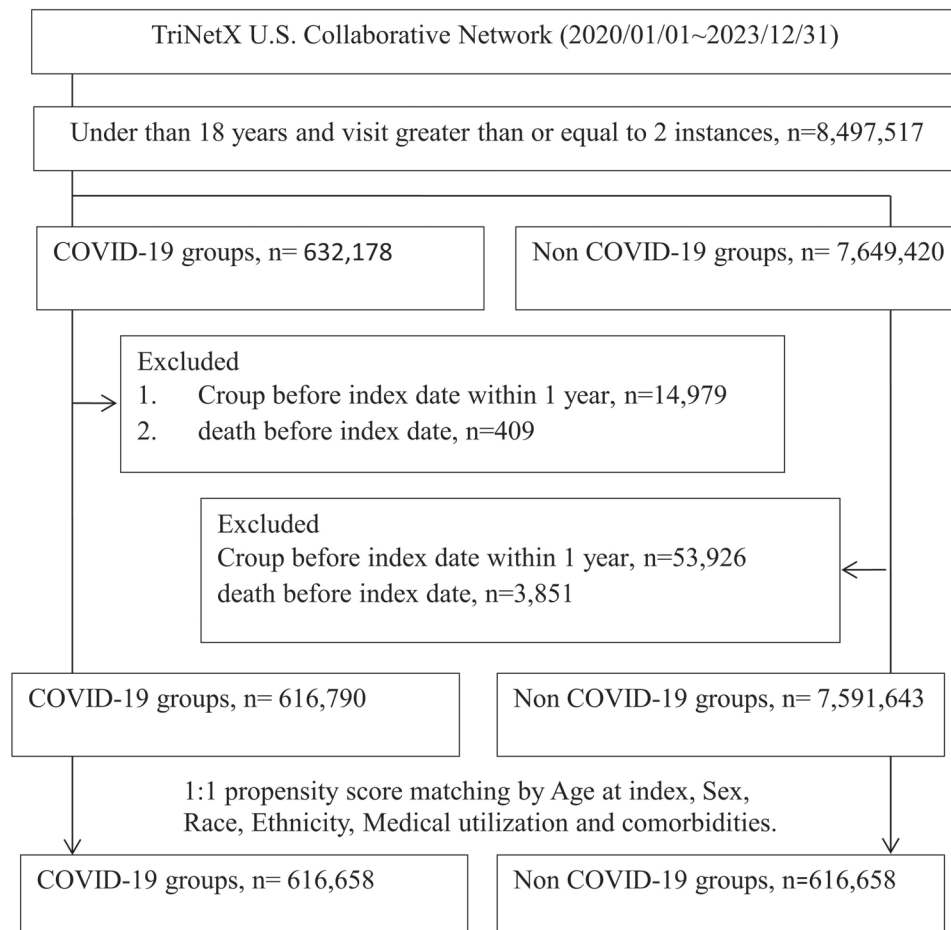 TriNetX U.S. Collaborative Network (2020/01/01~2023/12/31)
Under than 18 years and visit greater than or equal to 2 instances, n=8,497,517
COVID-19 groups, n= 632,178
Non COVID-19 groups, n= 7,649,420
Excluded
1. Croup before index date within 1 year, n=14,979
2. death before index date, n=409
Excluded
Croup before index date within 1 year, n=53,926
death before index date, n=3,851
COVID-19 groups, n= 616,790
Non COVID-19 groups, n= 7,591,643
1:1 propensity score matching by Age at index, Sex,
Race, Ethnicity, Medical utilization and comorbidities.
COVID-19 groups, n= 616,658
Non COVID-19 groups, n=616,658